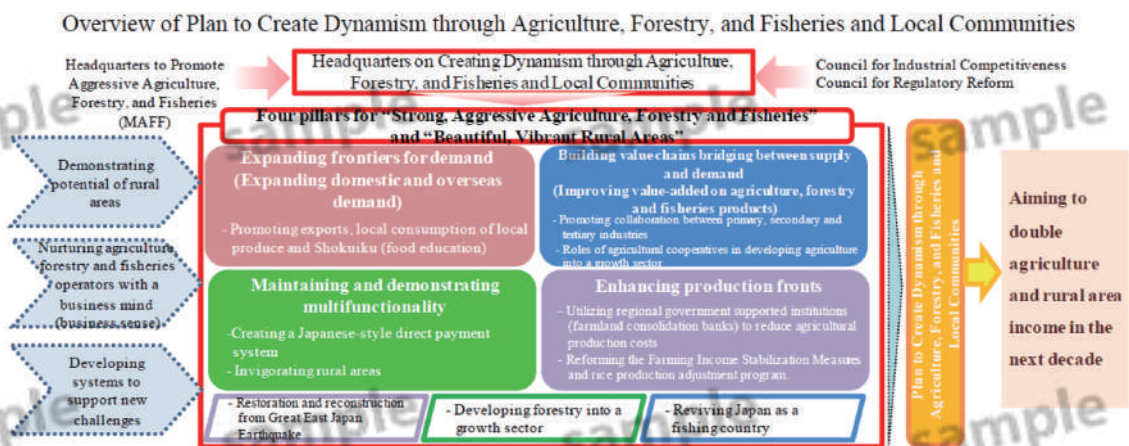 Overview of Plan to Create Dynamism through Agriculture, Forestry, and Fisheries and Local Communities
Headquarters to Promote
Aggressive Agriculture,
Forestry, and Fisheries
(MAFF)
Headquarters on Creating Dynamism through Agriculture,
Forestry, and Fisheries and Local Communities
Council for Industrial Competitiveness
Council for Regulatory Reform
Four pillars for “Strong, Aggressive Agriculture, Forestry and Fisheries”
and “Beautiful, Vibrant Rural Areas”
Demonstrating
potential of rural
areas
Nurturing agriculture,
forestry and fisheries
operators with a
business mind
(business sense)
Developing
systems to
support new
challenges
Expanding frontiers for demand
(Expanding domestic and overseas
demand)
- Promoting exports, local consumption of local
produce and Shokuiku (food education)
Building value chains bridging between supply
and demand
(Improving value-added on agriculture, forestry
and fisheries products)
- Promoting collaboration between primary, secondary and
tertiary industries
- Roles of agricultural cooperatives in developing agriculture
into a growth sector
Maintaining and demonstrating
multifunctionality
-Creating a Japanese-style direct payment
system
- Invigorating rural areas
Enhancing production fronts
- Utilizing regional government supported institutions
(farmland consolidation banks) to reduce agricultural
production costs
- Reforming the Farming Income Stabilization Measures
and rice production adjustment program.
- Restoration and reconstruction
from Great East Japan
Earthquake
- Developing forestry into a
growth sector
- Reviving Japan as a
fishing country
Plan to Create Dynamism through
Agriculture, Forestry, and Fisheries and
Local Communities
Aiming to
double
agriculture
and rural area
income in the
next decade
sample
sample
sample
sample
sample
sample